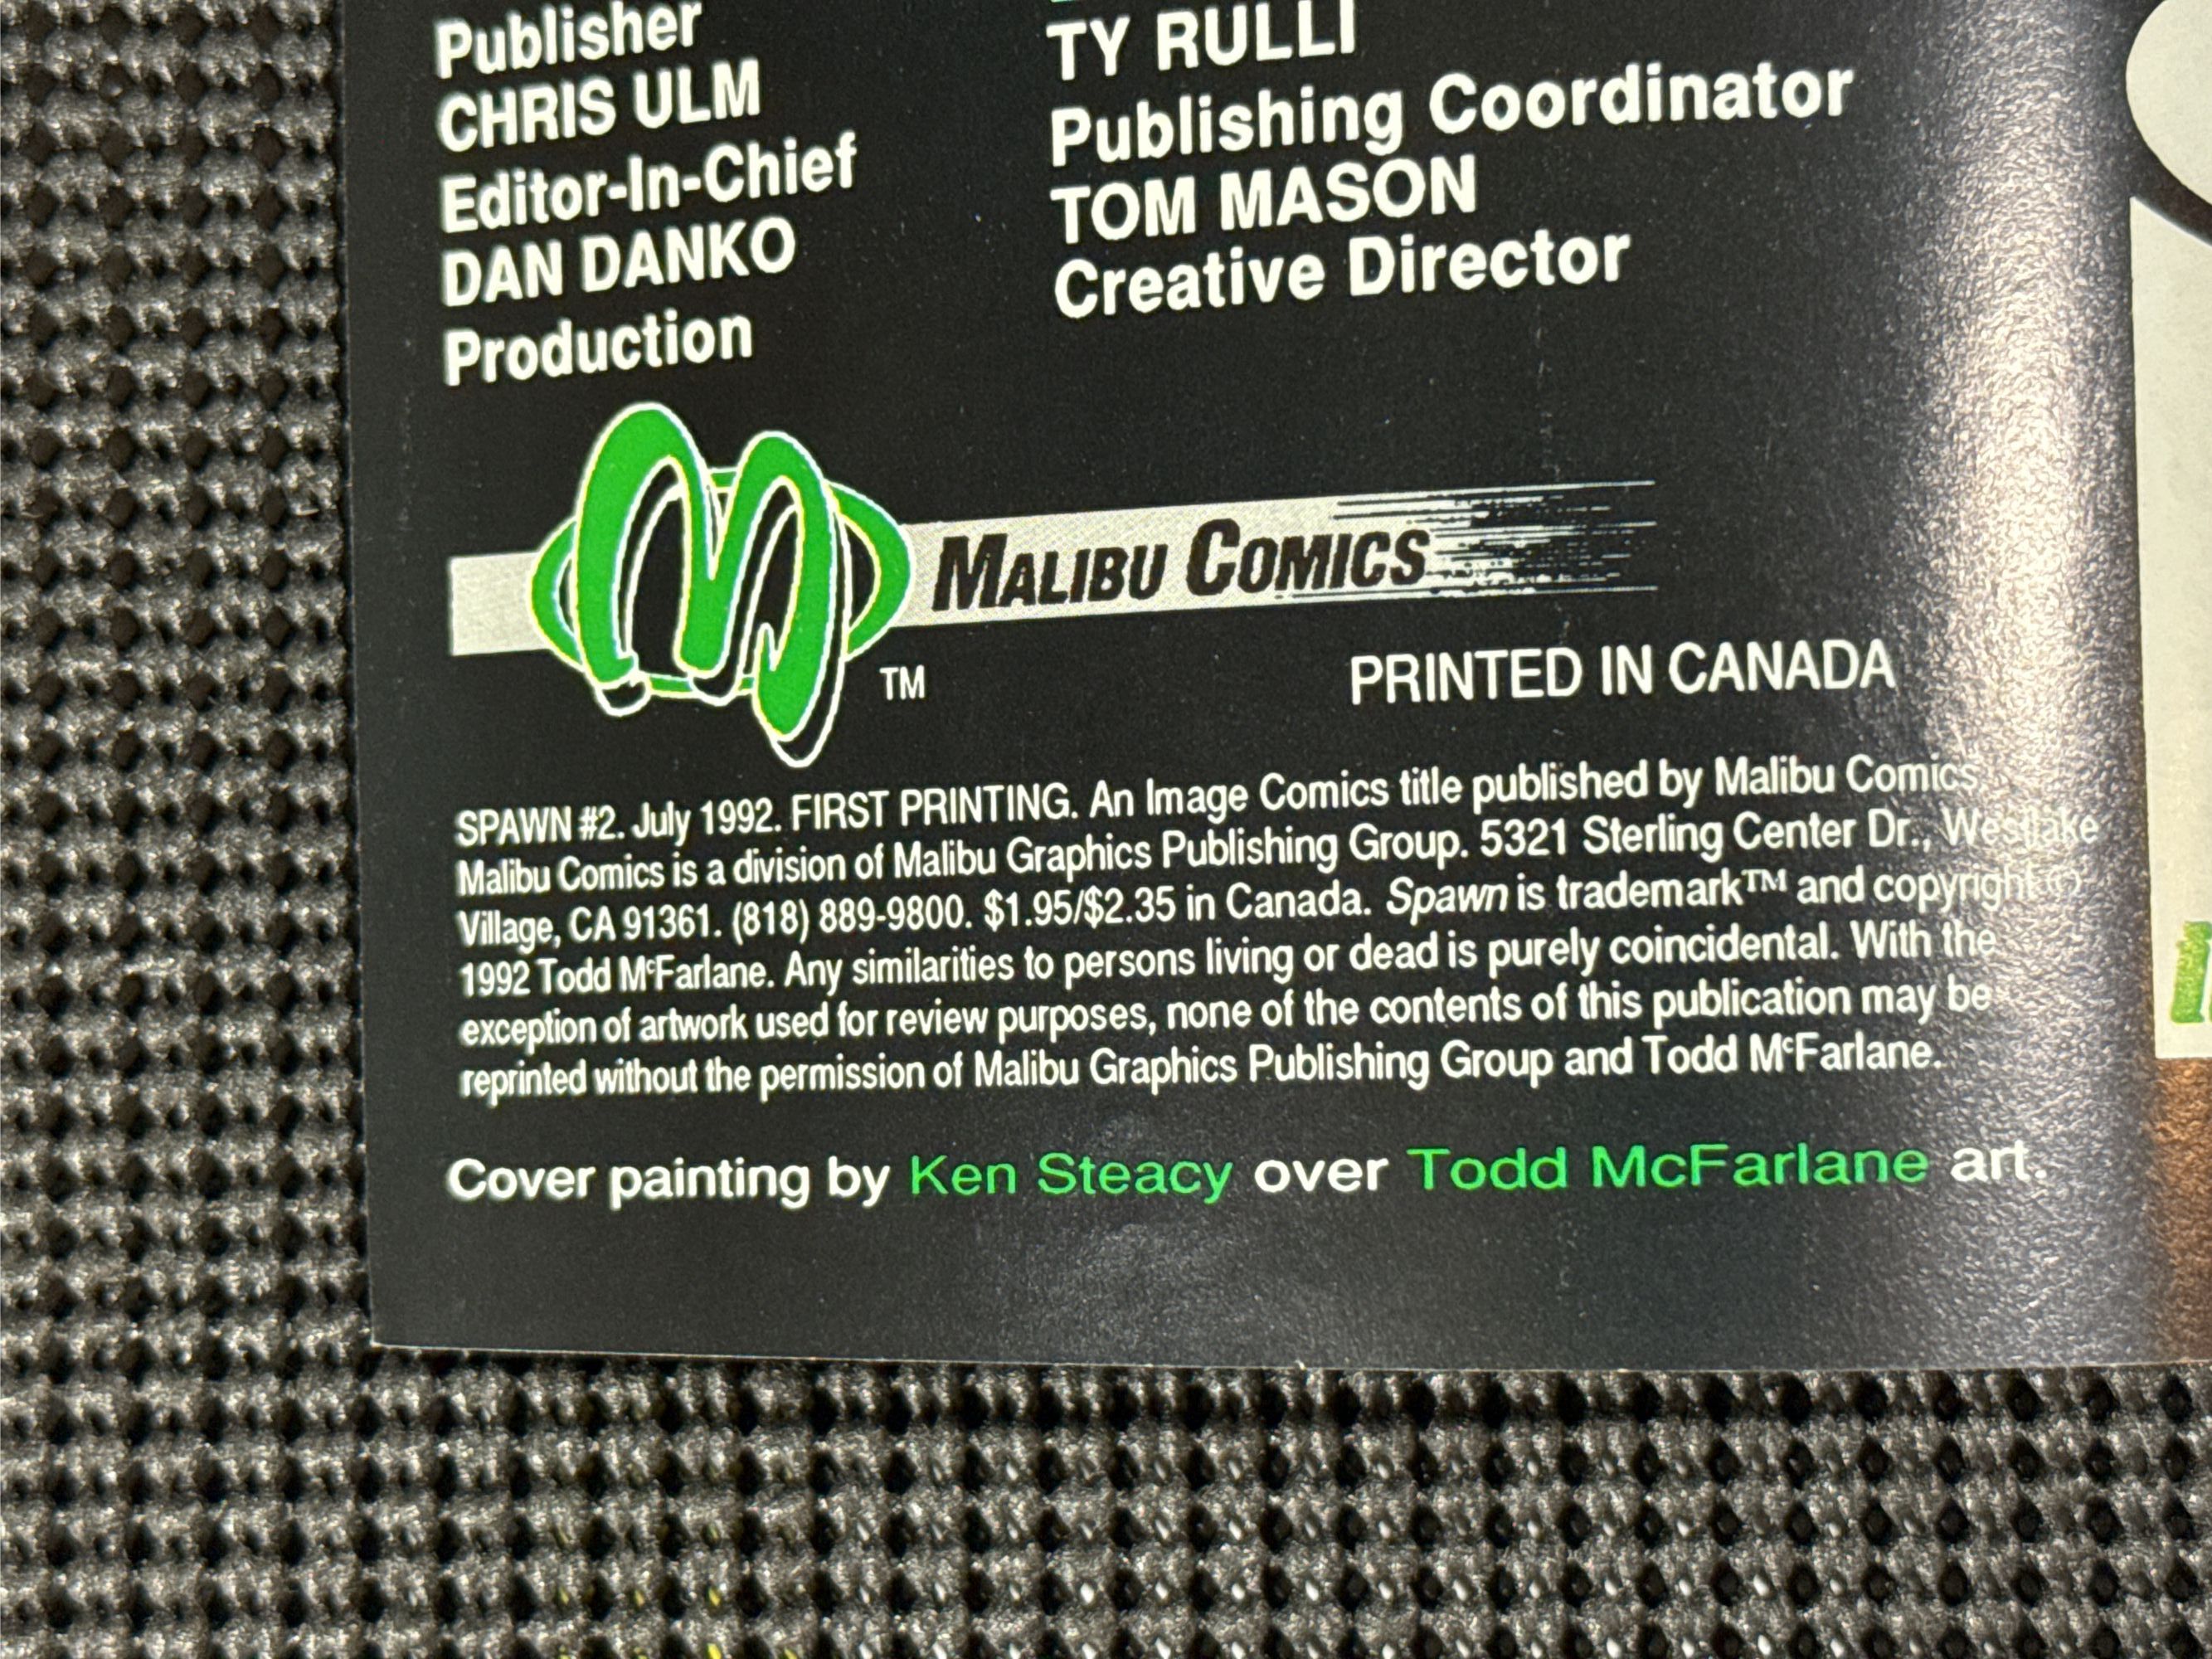 Publisher
CHRIS ULM
Editor-In-Chief
DAN DANKO
Production
TY RULLI
Publishing Coordinator
TOM MASON
Creative Director
MALIBU COMICS
TM
PRINTED IN CANADA
SPAWN #2. July 1992. FIRST PRINTING. An Image Comics title published by Malibu Comics.
Malibu Comics is a division of Malibu Graphics Publishing Group. 5321 Sterling Center Dr., Westlake
Village, CA 91361. (818) 889-9800. $1.95/$2.35 in Canada. Spawn is trademark™ and copyright ©
1992 Todd McFarlane. Any similarities to persons living or dead is purely coincidental. With the
exception of artwork used for review purposes, none of the contents of this publication may be
reprinted without the permission of Malibu Graphics Publishing Group and Todd McFarlane.
Cover painting by Ken Steacy over Todd McFarlane art.